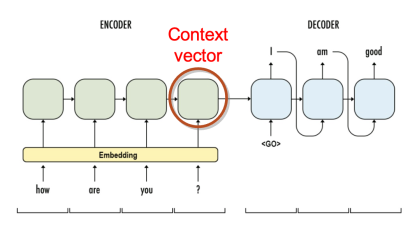 ENCODER
DECODER
Context
vector
I am good
<GO>
Embedding
how are you ?